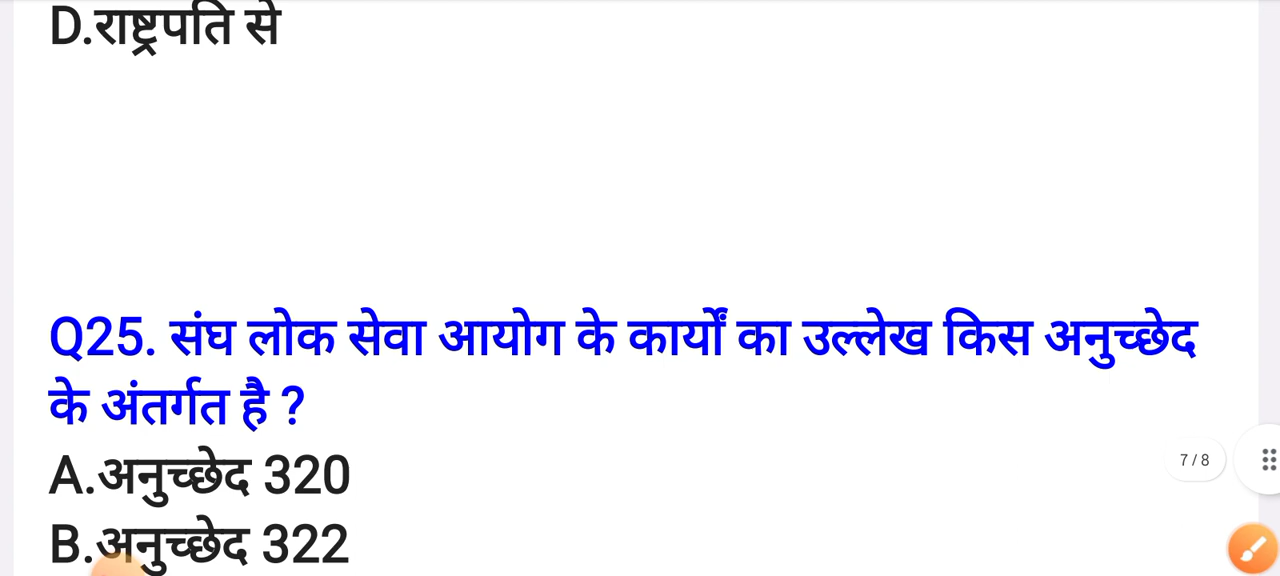 D.राष्ट्रपति से
Q25. संघ लोक सेवा आयोग के कार्यों का उल्लेख किस अनुच्छेद
के अंतर्गत है ?
A.अनुच्छेद 320
7 / 8
B.अनुच्छेद 322